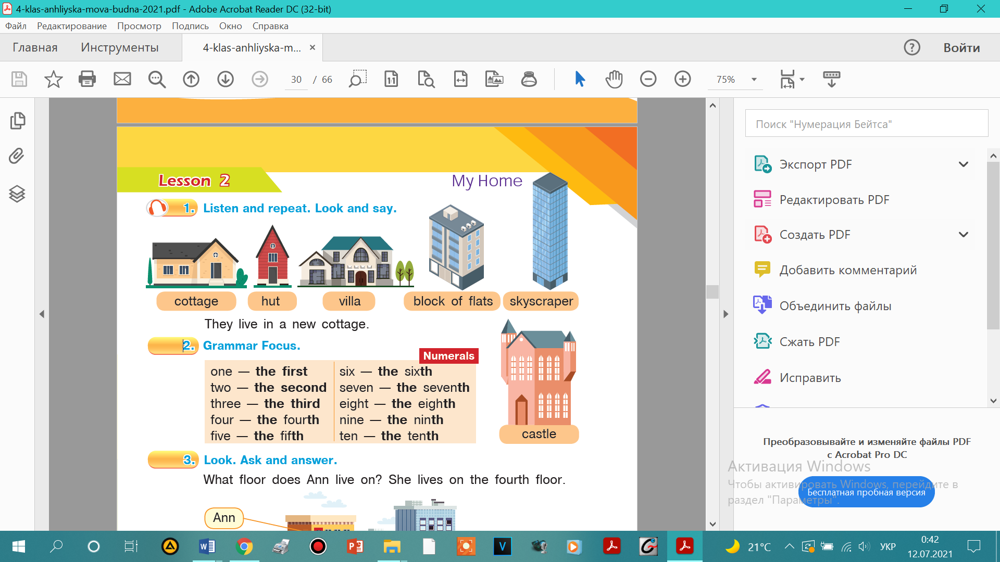 4-klas-anhliyska-mova-budna-2021.pdf - Adobe Acrobat Reader DC (32-bit)
Файл Редактирование Просмотр Подпись Окно Справка
Главная Инструменты 4-klas-anhliyska-m... × Войти
30 / 66 1:1 75%
Поиск "Нумерация Бейтса"
Экспорт PDF
Редактировать PDF
Создать PDF
Добавить комментарий
Объединить файлы
Сжать PDF
Исправить
Преобразовывайте и изменяйте файлы PDF
с Acrobat Pro DC
Бесплатная пробная версия
Активация Windows
Чтобы активировать Windows, перейдите в
раздел "Параметры".
Lesson 2
My Home
1. Listen and repeat. Look and say.
cottage hut villa block of flats skyscraper
They live in a new cottage.
2. Grammar Focus.
Numerals
one — the first
two — the second
three — the third
four — the fourth
five — the fifth
six — the sixth
seven — the seventh
eight — the eighth
nine — the ninth
ten — the tenth
castle
3. Look. Ask and answer.
What floor does Ann live on? She lives on the fourth floor.
Ann
21°C УКР 0:42
12.07.2021